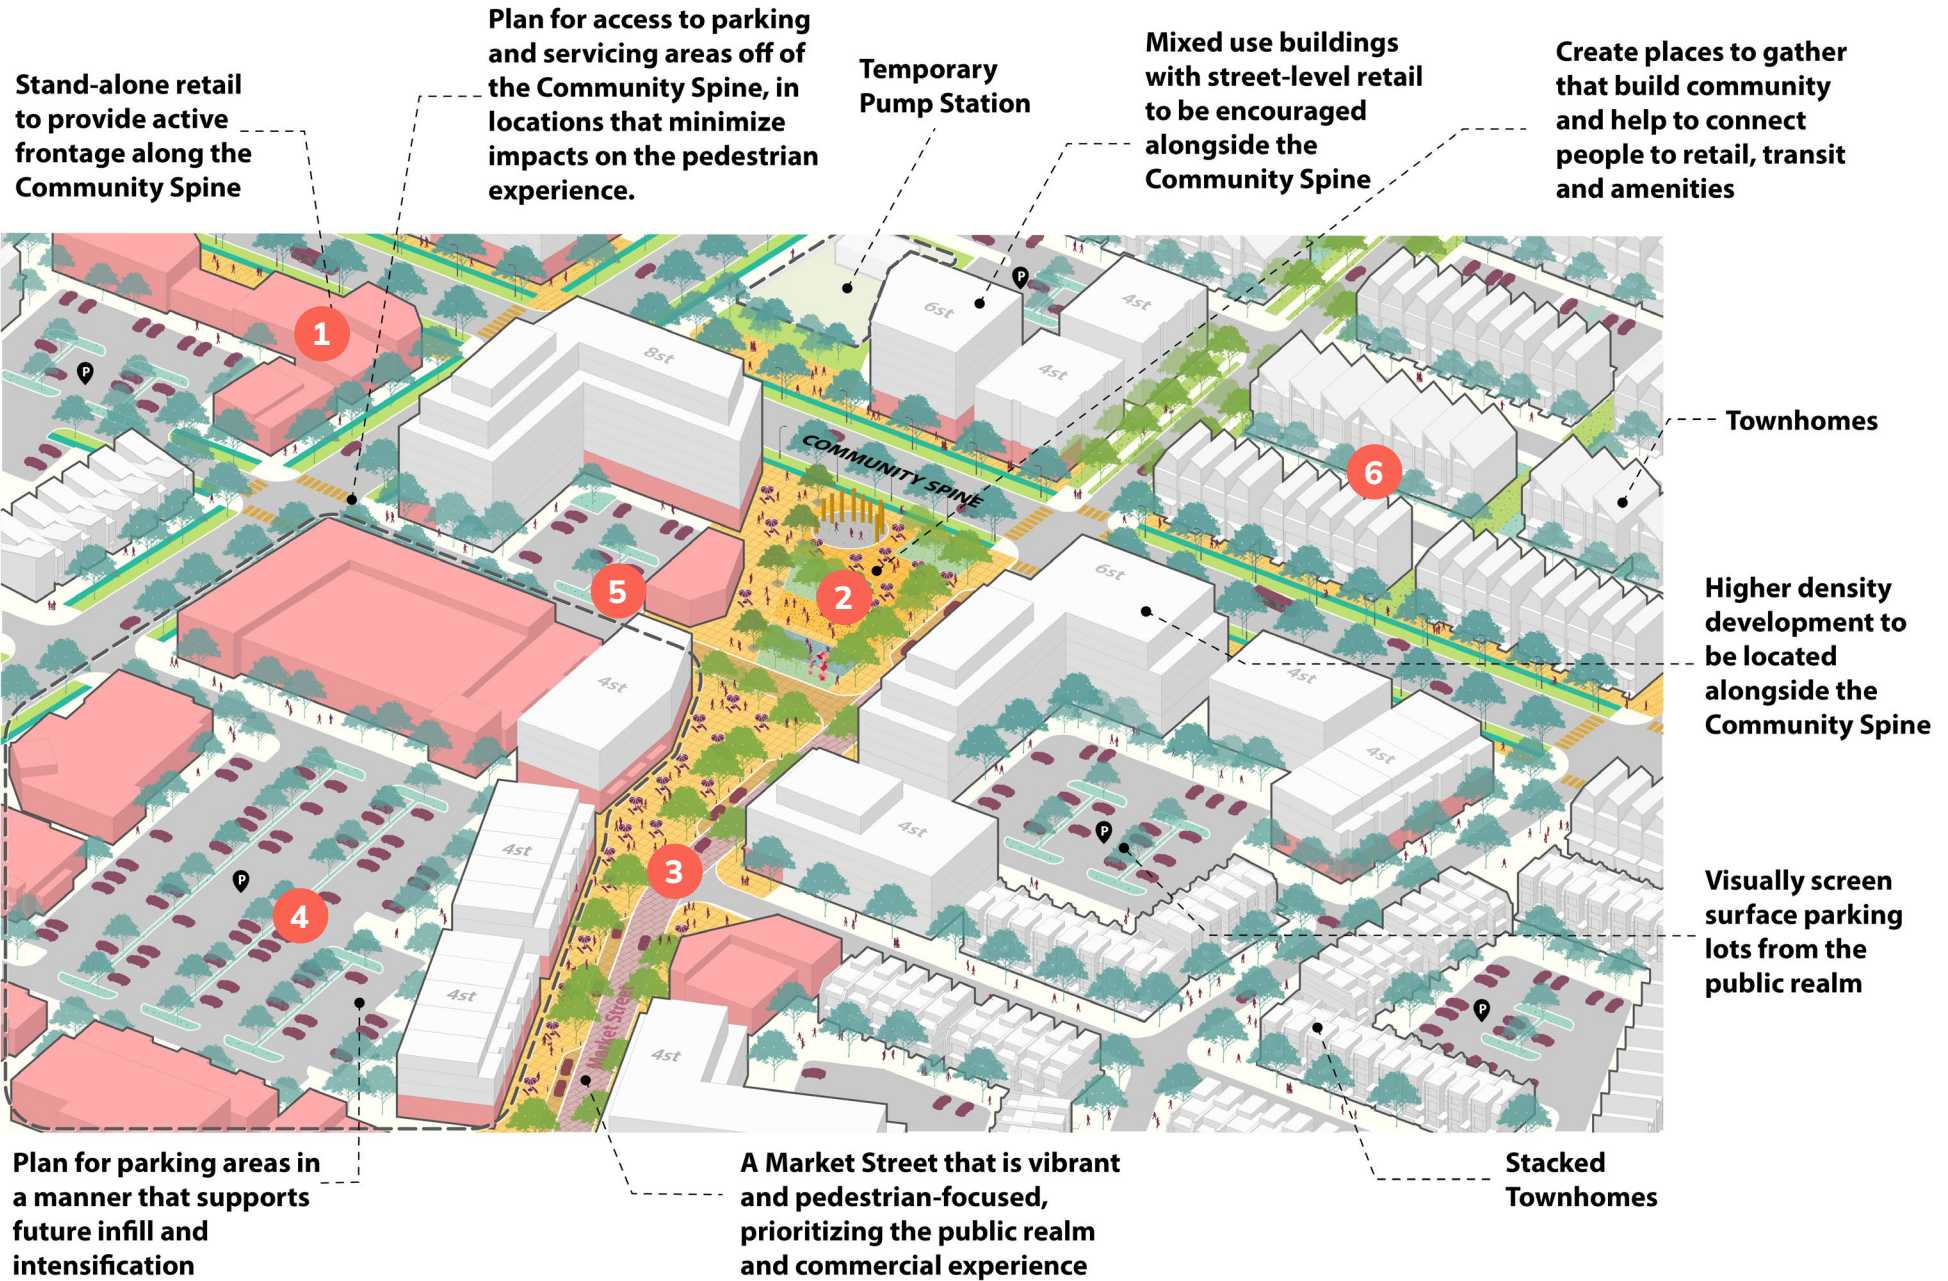 Stand-alone retail
to provide active
frontage along the
Community Spine
Plan for access to parking
and servicing areas off of
the Community Spine, in
locations that minimize
impacts on the pedestrian
experience.
Temporary
Pump Station
Mixed use buildings
with street-level retail
to be encouraged
alongside the
Community Spine
Create places to gather
that build community
and help to connect
people to retail, transit
and amenities
P
6st
4st
1
8st
4st
P
Townhomes
COMMUNITY SPINE
6
5
2
6st
Higher density
development to
be located
alongside the
Community Spine
4st
4st
4st
P
4st
4st
3
P
4
Visually screen
surface parking
lots from the
public realm
4st
P
Market Street
4st
Plan for parking areas in
a manner that supports
future infill and
intensification
A Market Street that is vibrant
and pedestrian-focused,
prioritizing the public realm
and commercial experience
Stacked
Townhomes